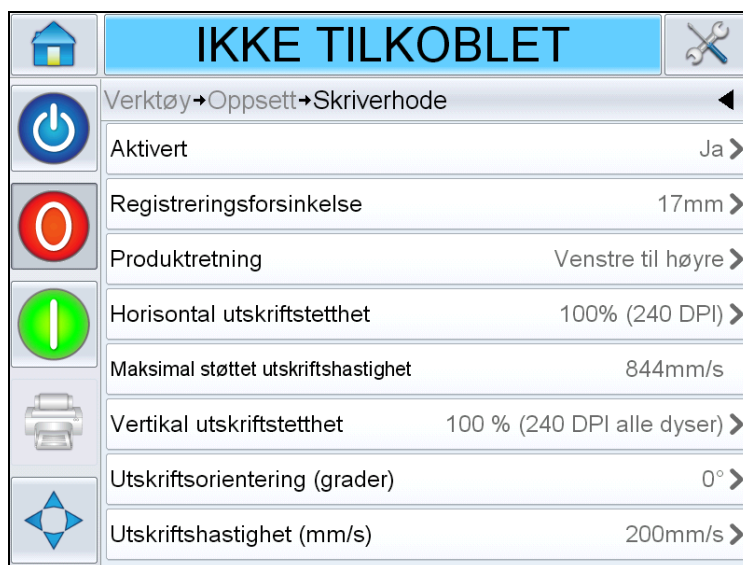 IKKE TILKOBLET
Verktøy→Oppsett→Skriverhode
Aktivert Ja
Registreringsforsinkelse 17mm
Produktretning Venstre til høyre
Horisontal utskriftstetthet 100% (240 DPI)
Maksimal støttet utskriftshastighet 844mm/s
Vertikal utskriftstetthet 100 % (240 DPI alle dyser)
Utskriftsorientering (grader) 0°
Utskriftshastighet (mm/s) 200mm/s